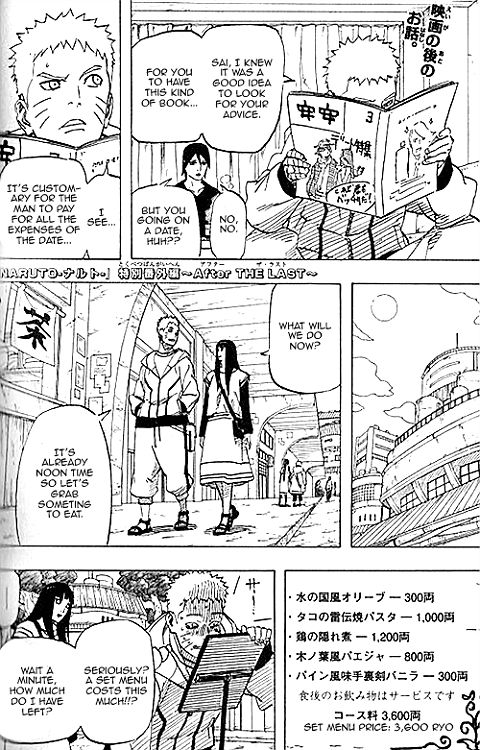 映画の後の
お話。
SAI, I KNEW
IT WAS A
GOOD IDEA
TO LOOK
FOR YOUR
ADVICE.
FOR YOU
TO HAVE
THIS KIND
OF BOOK...
3
NO,
NO.
BUT YOU
GOING ON
A DATE,
HUH??
I
SEE...
IT'S CUSTOM-
ARY FOR THE
MAN TO PAY
FOR ALL THE
EXPENSES OF
THE DATE...
NARUTO-ナルト-」特別番外編~After THE LAST~
WHAT WILL
WE DO
NOW?
茶
IT'S
ALREADY
NOON TIME
SO LET'S
GRAB
SOMETING
TO EAT.
SERIOUSLY?
A SET MENU
COSTS THIS
MUCH!!?
WAIT A
MINUTE,
HOW MUCH
DO I HAVE
LEFT?
・水の国風オリーブ — 300両
・タコの雷伝焼パスタ — 1,000両
・鶏の隠れ煮 — 1,200両
・木ノ葉風パエジャ — 800両
・パイン風味手裏剣バニラ — 300両
食後のお飲み物はサービスです
コース料 3,600両
SET MENU PRICE: 3,600 RYO